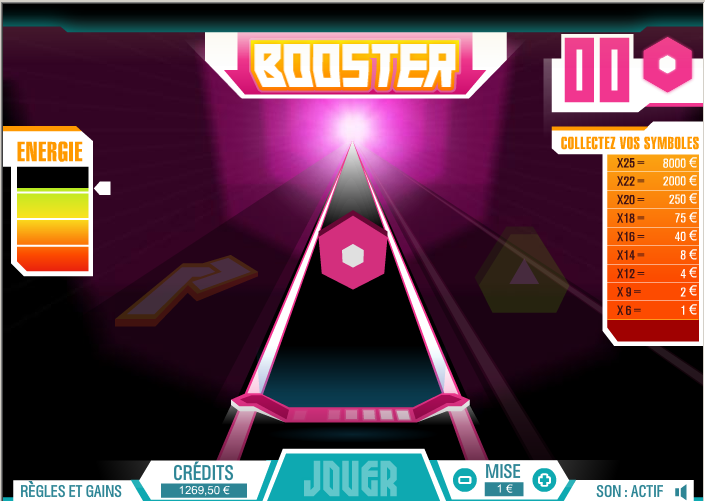 BOOSTER
00
ENERGIE
COLLECTEZ VOS SYMBOLES
X25 = 8000 €
X22 = 2000 €
X20 = 250 €
X18 = 75 €
X16 = 40 €
X14 = 8 €
X12 = 4 €
X 9 = 2 €
X 6 = 1 €
RÈGLES ET GAINS
CRÉDITS
1269,50 €
JOUER
MISE
1 €
SON : ACTIF